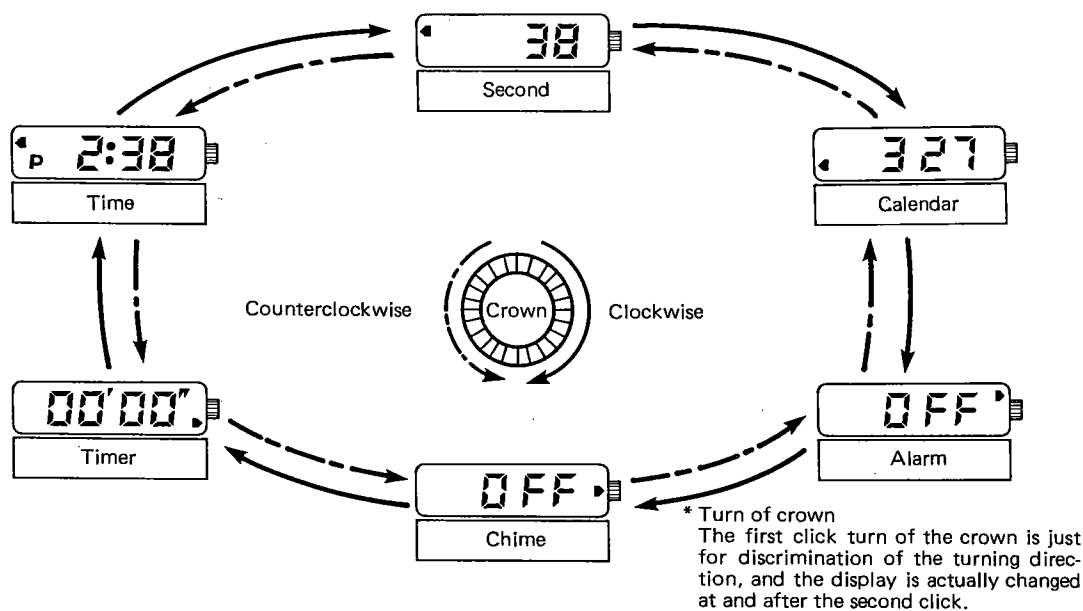 38
Second
P 2:38
Time
3 27
Calendar
Counterclockwise
Crown
Clockwise
00'00"
Timer
OFF
Chime
OFF
Alarm
* Turn of crown
The first click turn of the crown is just
for discrimination of the turning direc-
tion, and the display is actually changed
at and after the second click.